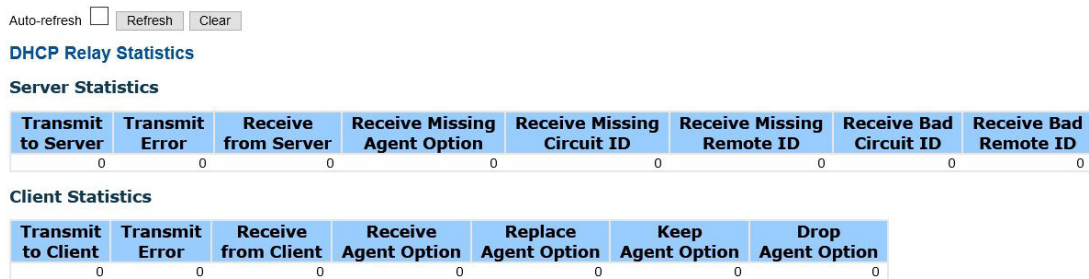 Auto-refresh Refresh Clear
DHCP Relay Statistics
Server Statistics
Transmit to Server Transmit Error Receive from Server Receive Missing Agent Option Receive Missing Circuit ID Receive Missing Remote ID Receive Bad Circuit ID Receive Bad Remote ID
0 0 0 0 0 0 0 0
Client Statistics
Transmit to Client Transmit Error Receive from Client Receive Agent Option Replace Agent Option Keep Agent Option Drop Agent Option
0 0 0 0 0 0 0